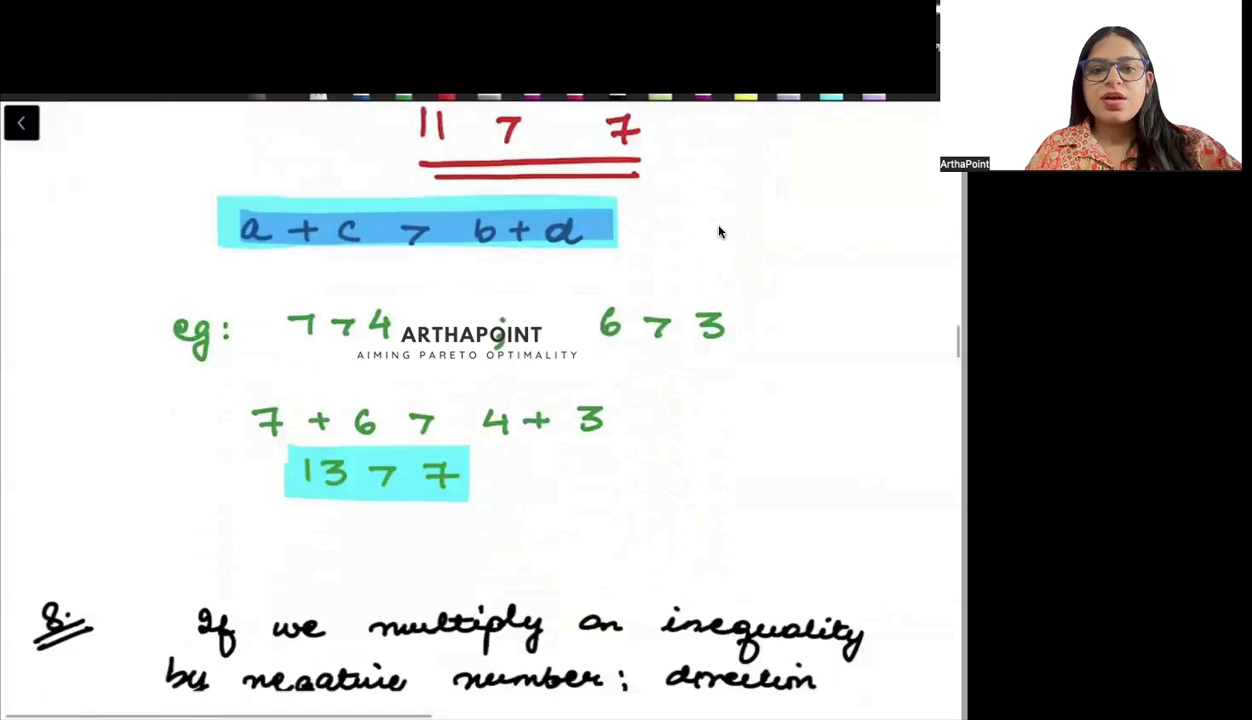 11 > 7
ArthaPoint
a + c > b + d
eg: 7 > 4 ; 6 > 3
ARTHAPOINT
AIMING PARETO OPTIMALITY
7 + 6 > 4 + 3
13 > 7
8. If we multiply an inequality
by negative number; direction